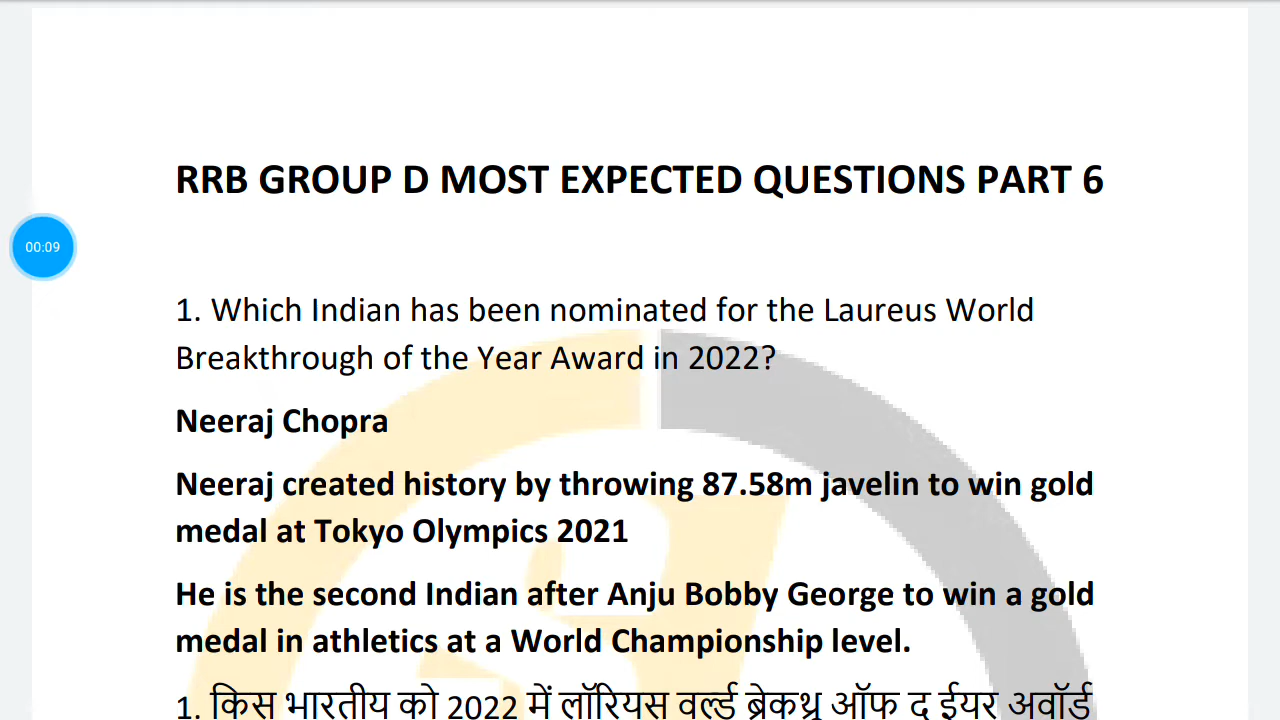 RRB GROUP D MOST EXPECTED QUESTIONS PART 6
00:09
1. Which Indian has been nominated for the Laureus World
Breakthrough of the Year Award in 2022?
Neeraj Chopra
Neeraj created history by throwing 87.58m javelin to win gold
medal at Tokyo Olympics 2021
He is the second Indian after Anju Bobby George to win a gold
medal in athletics at a World Championship level.
1. किस भारतीय को 2022 में लॉरियस वर्ल्ड ब्रेकथ्रू ऑफ द ईयर अवॉर्ड